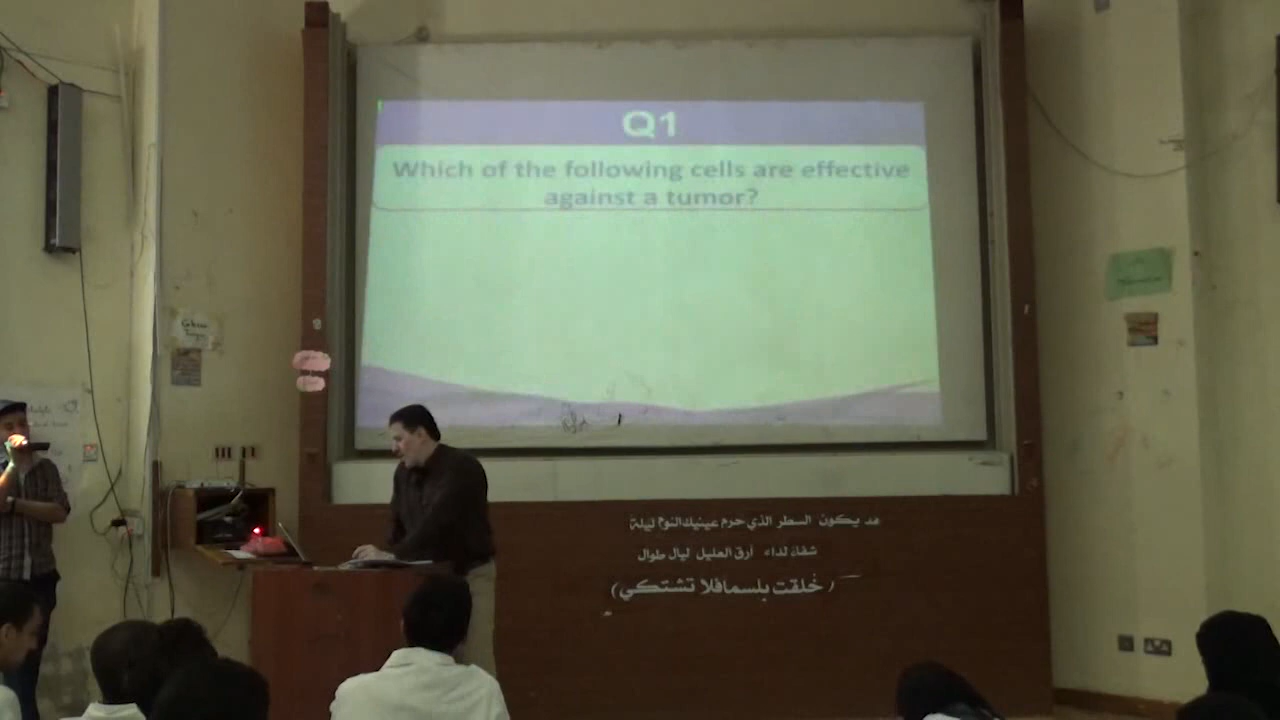 Q1
Which of the following cells are effective
against a tumor?
قد يكون السطر الذي حرم عينيك النوم ليلة
شفاءً لداء أرق العليل ليال طوال
(خُلقت بلسما فلا تشتكي)